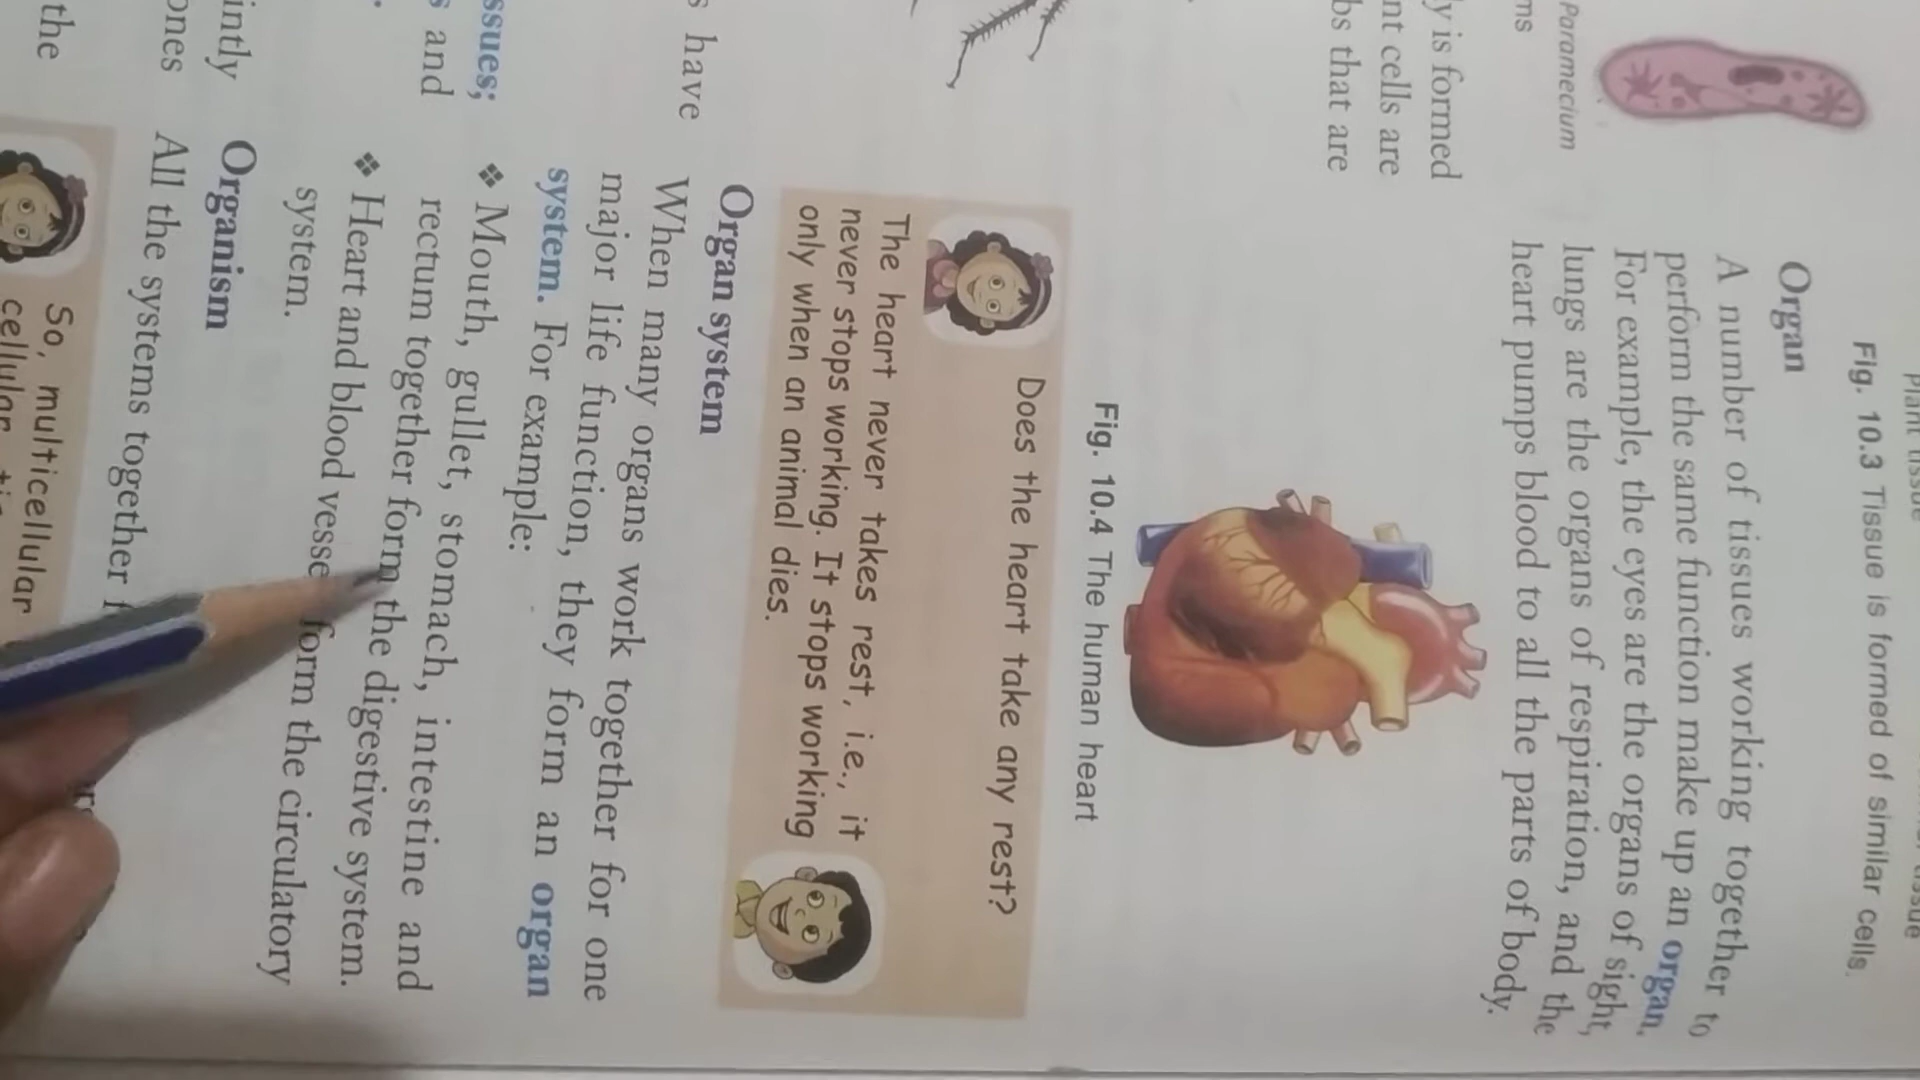 Plant tissue
tissue
Fig. 10.3 Tissue is formed of similar cells.
Organ
A number of tissues working together to
perform the same function make up an organ.
For example, the eyes are the organs of sight,
lungs are the organs of respiration, and the
heart pumps blood to all the parts of body.
Fig. 10.4 The human heart
Does the heart take any rest?
The heart never takes rest, i.e., it
never stops working. It stops working
only when an animal dies.
Organ system
When many organs work together for one
major life function, they form an organ
system. For example:
❖ Mouth, gullet, stomach, intestine and
rectum together form the digestive system.
❖ Heart and blood vesse form the circulatory
system.
Organism
All the systems together f
So, multicellular
Paramecium
ms
y is formed
nt cells are
bs that are
s have
ssues;
s and
intly
ones
the